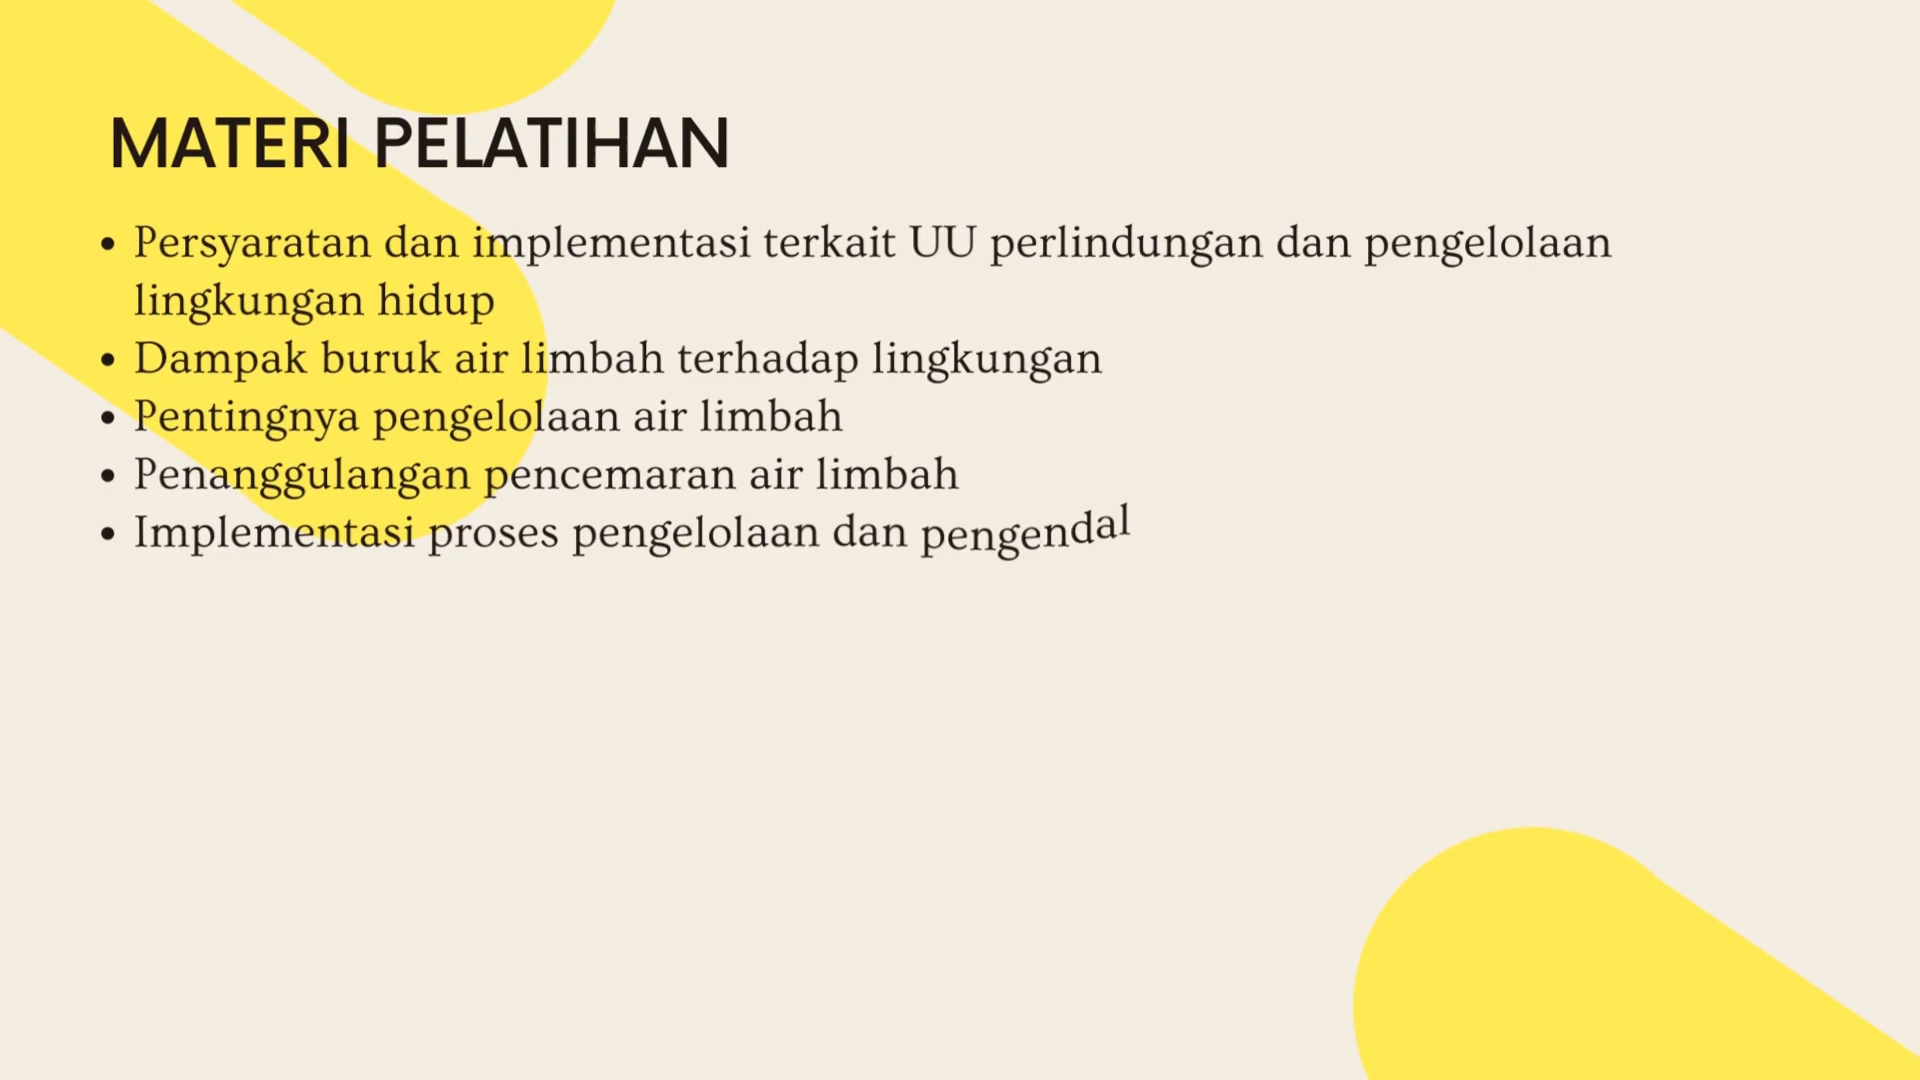 MATERI PELATIHAN
• Persyaratan dan implementasi terkait UU perlindungan dan pengelolaan
lingkungan hidup
• Dampak buruk air limbah terhadap lingkungan
• Pentingnya pengelolaan air limbah
• Penanggulangan pencemaran air limbah
• Implementasi proses pengelolaan dan pengendal